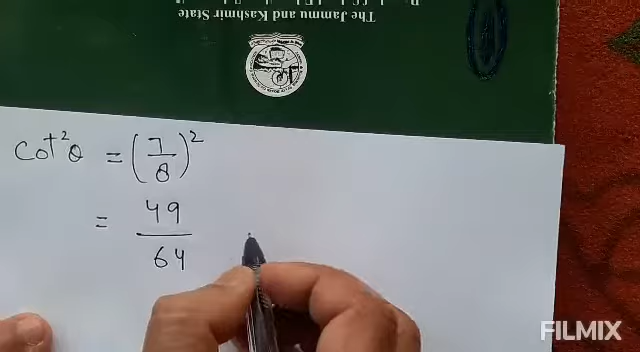 The Jammu and Kashmir State
Cot²θ = (7/8)²
= 49/64
FILMIX